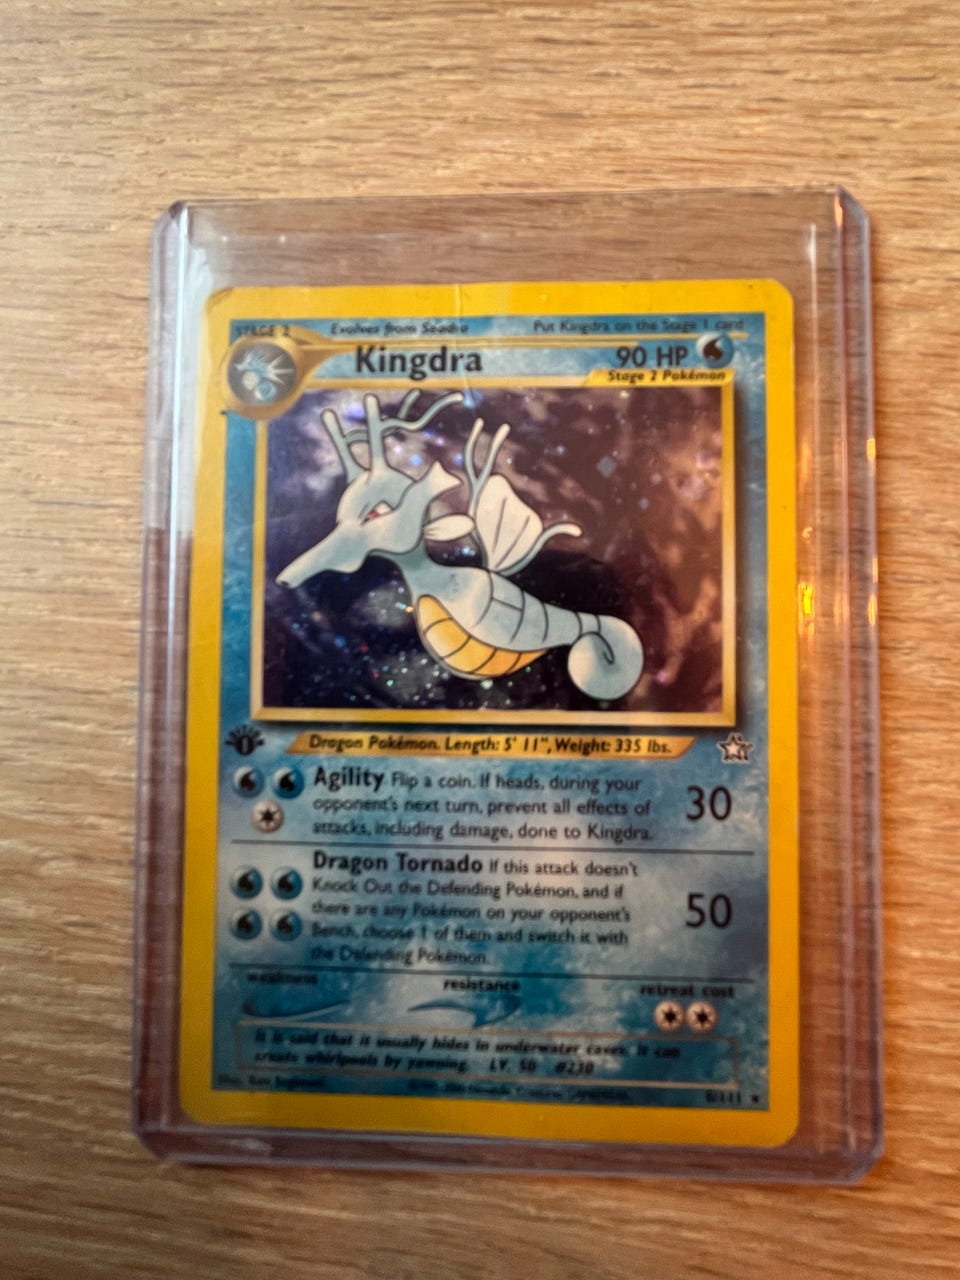 STAGE 2 Evolves from Seadra Put Kingdra on the Stage 1 card
Kingdra 90 HP
Stage 2 Pokémon
Dragon Pokémon. Length: 5' 11", Weight: 335 lbs.
Agility Flip a coin. If heads, during your
opponent's next turn, prevent all effects of
attacks, including damage, done to Kingdra.
30
Dragon Tornado If this attack doesn't
Knock Out the Defending Pokémon, and if
there are any Pokémon on your opponent's
Bench, choose 1 of them and switch it with
the Defending Pokémon.
50
weakness resistance retreat cost
It is said that it usually hides in underwater caves. It can
create whirlpools by yawning. LV. 50 #230
8/111